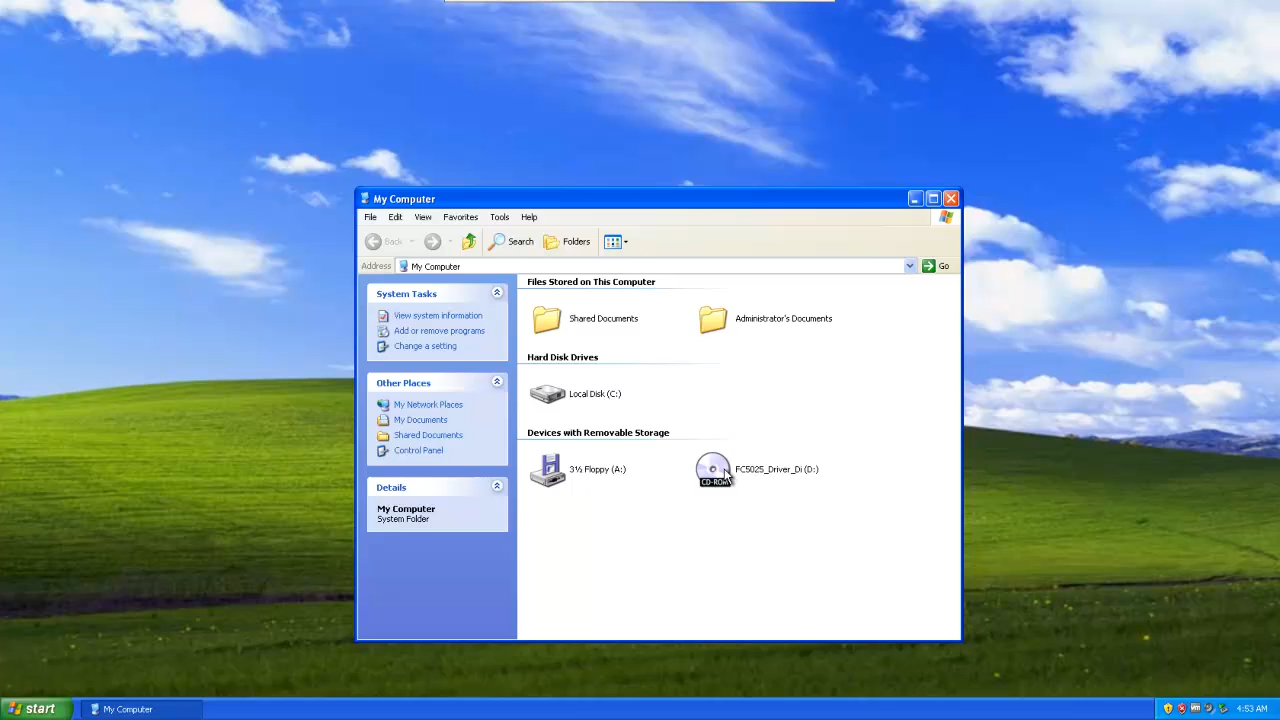 My Computer
File Edit View Favorites Tools Help
Back Search Folders
Address My Computer Go
System Tasks
View system information
Add or remove programs
Change a setting
Other Places
My Network Places
My Documents
Shared Documents
Control Panel
Details
My Computer
System Folder
Files Stored on This Computer
Shared Documents Administrator's Documents
Hard Disk Drives
Local Disk (C:)
Devices with Removable Storage
3½ Floppy (A:) FC5025_Driver_Di (D:)
CD-ROM
start My Computer 4:53 AM